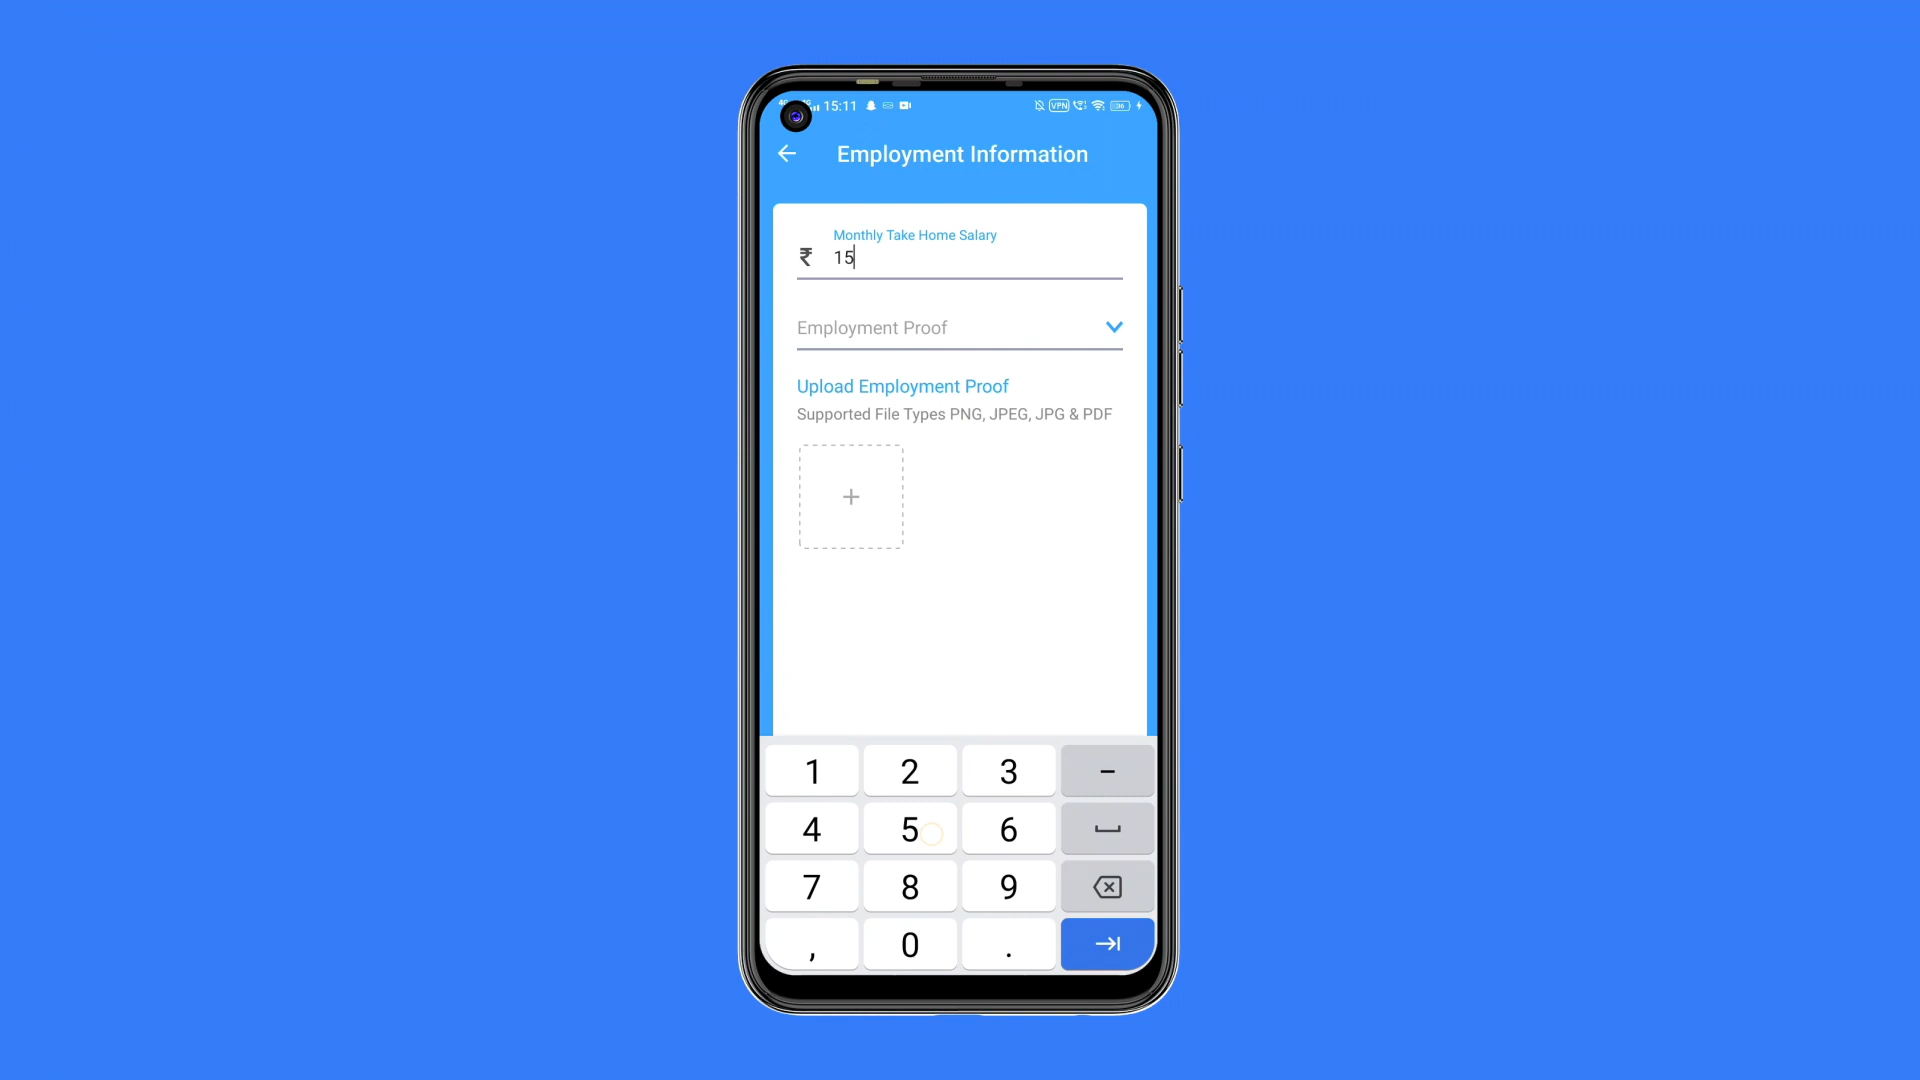 15:11
VPN
Employment Information
Monthly Take Home Salary
₹ 15
Employment Proof
Upload Employment Proof
Supported File Types PNG, JPEG, JPG & PDF
+
1 2 3 -
4 5 6
7 8 9
, 0 .